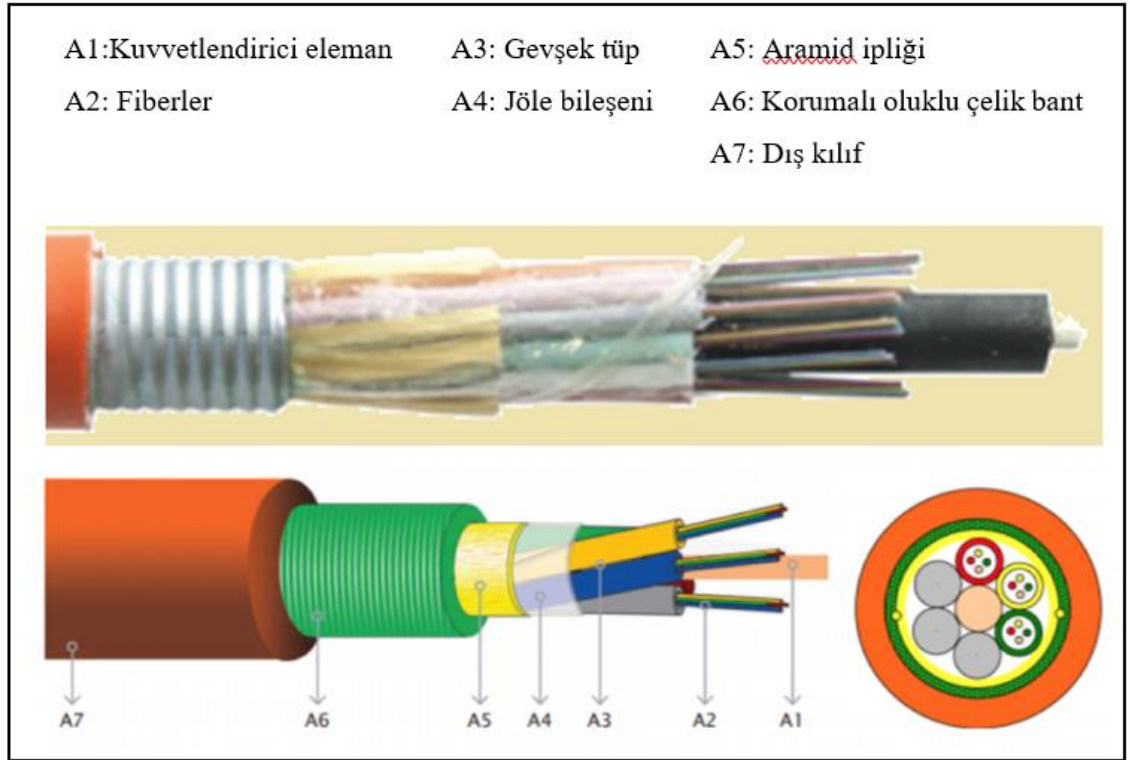 A1:Kuvvetlendirici eleman A3: Gevşek tüp A5: Aramid ipliği
A2: Fiberler A4: Jöle bileşeni A6: Korumalı oluklu çelik bant
A7: Dış kılıf
A7 A6 A5 A4 A3 A2 A1